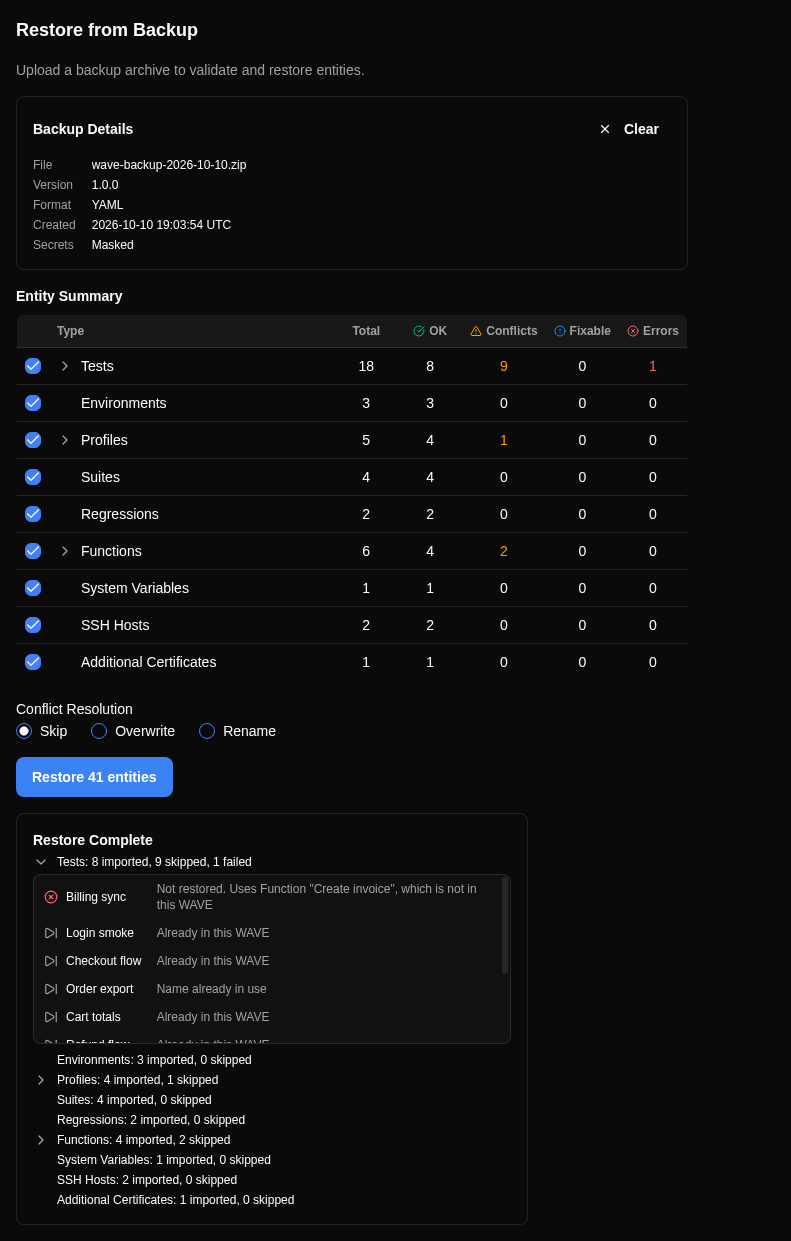 Restore from Backup
Upload a backup archive to validate and restore entities.
Backup Details
Clear
File wave-backup-2026-10-10.zip
Version 1.0.0
Format YAML
Created 2026-10-10 19:03:54 UTC
Secrets Masked
Entity Summary
Type Total OK Conflicts Fixable Errors
Tests 18 8 9 0 1
Environments 3 3 0 0 0
Profiles 5 4 1 0 0
Suites 4 4 0 0 0
Regressions 2 2 0 0 0
Functions 6 4 2 0 0
System Variables 1 1 0 0 0
SSH Hosts 2 2 0 0 0
Additional Certificates 1 1 0 0 0
Conflict Resolution
Skip Overwrite Rename
Restore 41 entities
Restore Complete
Tests: 8 imported, 9 skipped, 1 failed
Billing sync Not restored. Uses Function "Create invoice", which is not in
this WAVE
Login smoke Already in this WAVE
Checkout flow Already in this WAVE
Order export Name already in use
Cart totals Already in this WAVE
Refund flow Already in this WAVE
Environments: 3 imported, 0 skipped
Profiles: 4 imported, 1 skipped
Suites: 4 imported, 0 skipped
Regressions: 2 imported, 0 skipped
Functions: 4 imported, 2 skipped
System Variables: 1 imported, 0 skipped
SSH Hosts: 2 imported, 0 skipped
Additional Certificates: 1 imported, 0 skipped